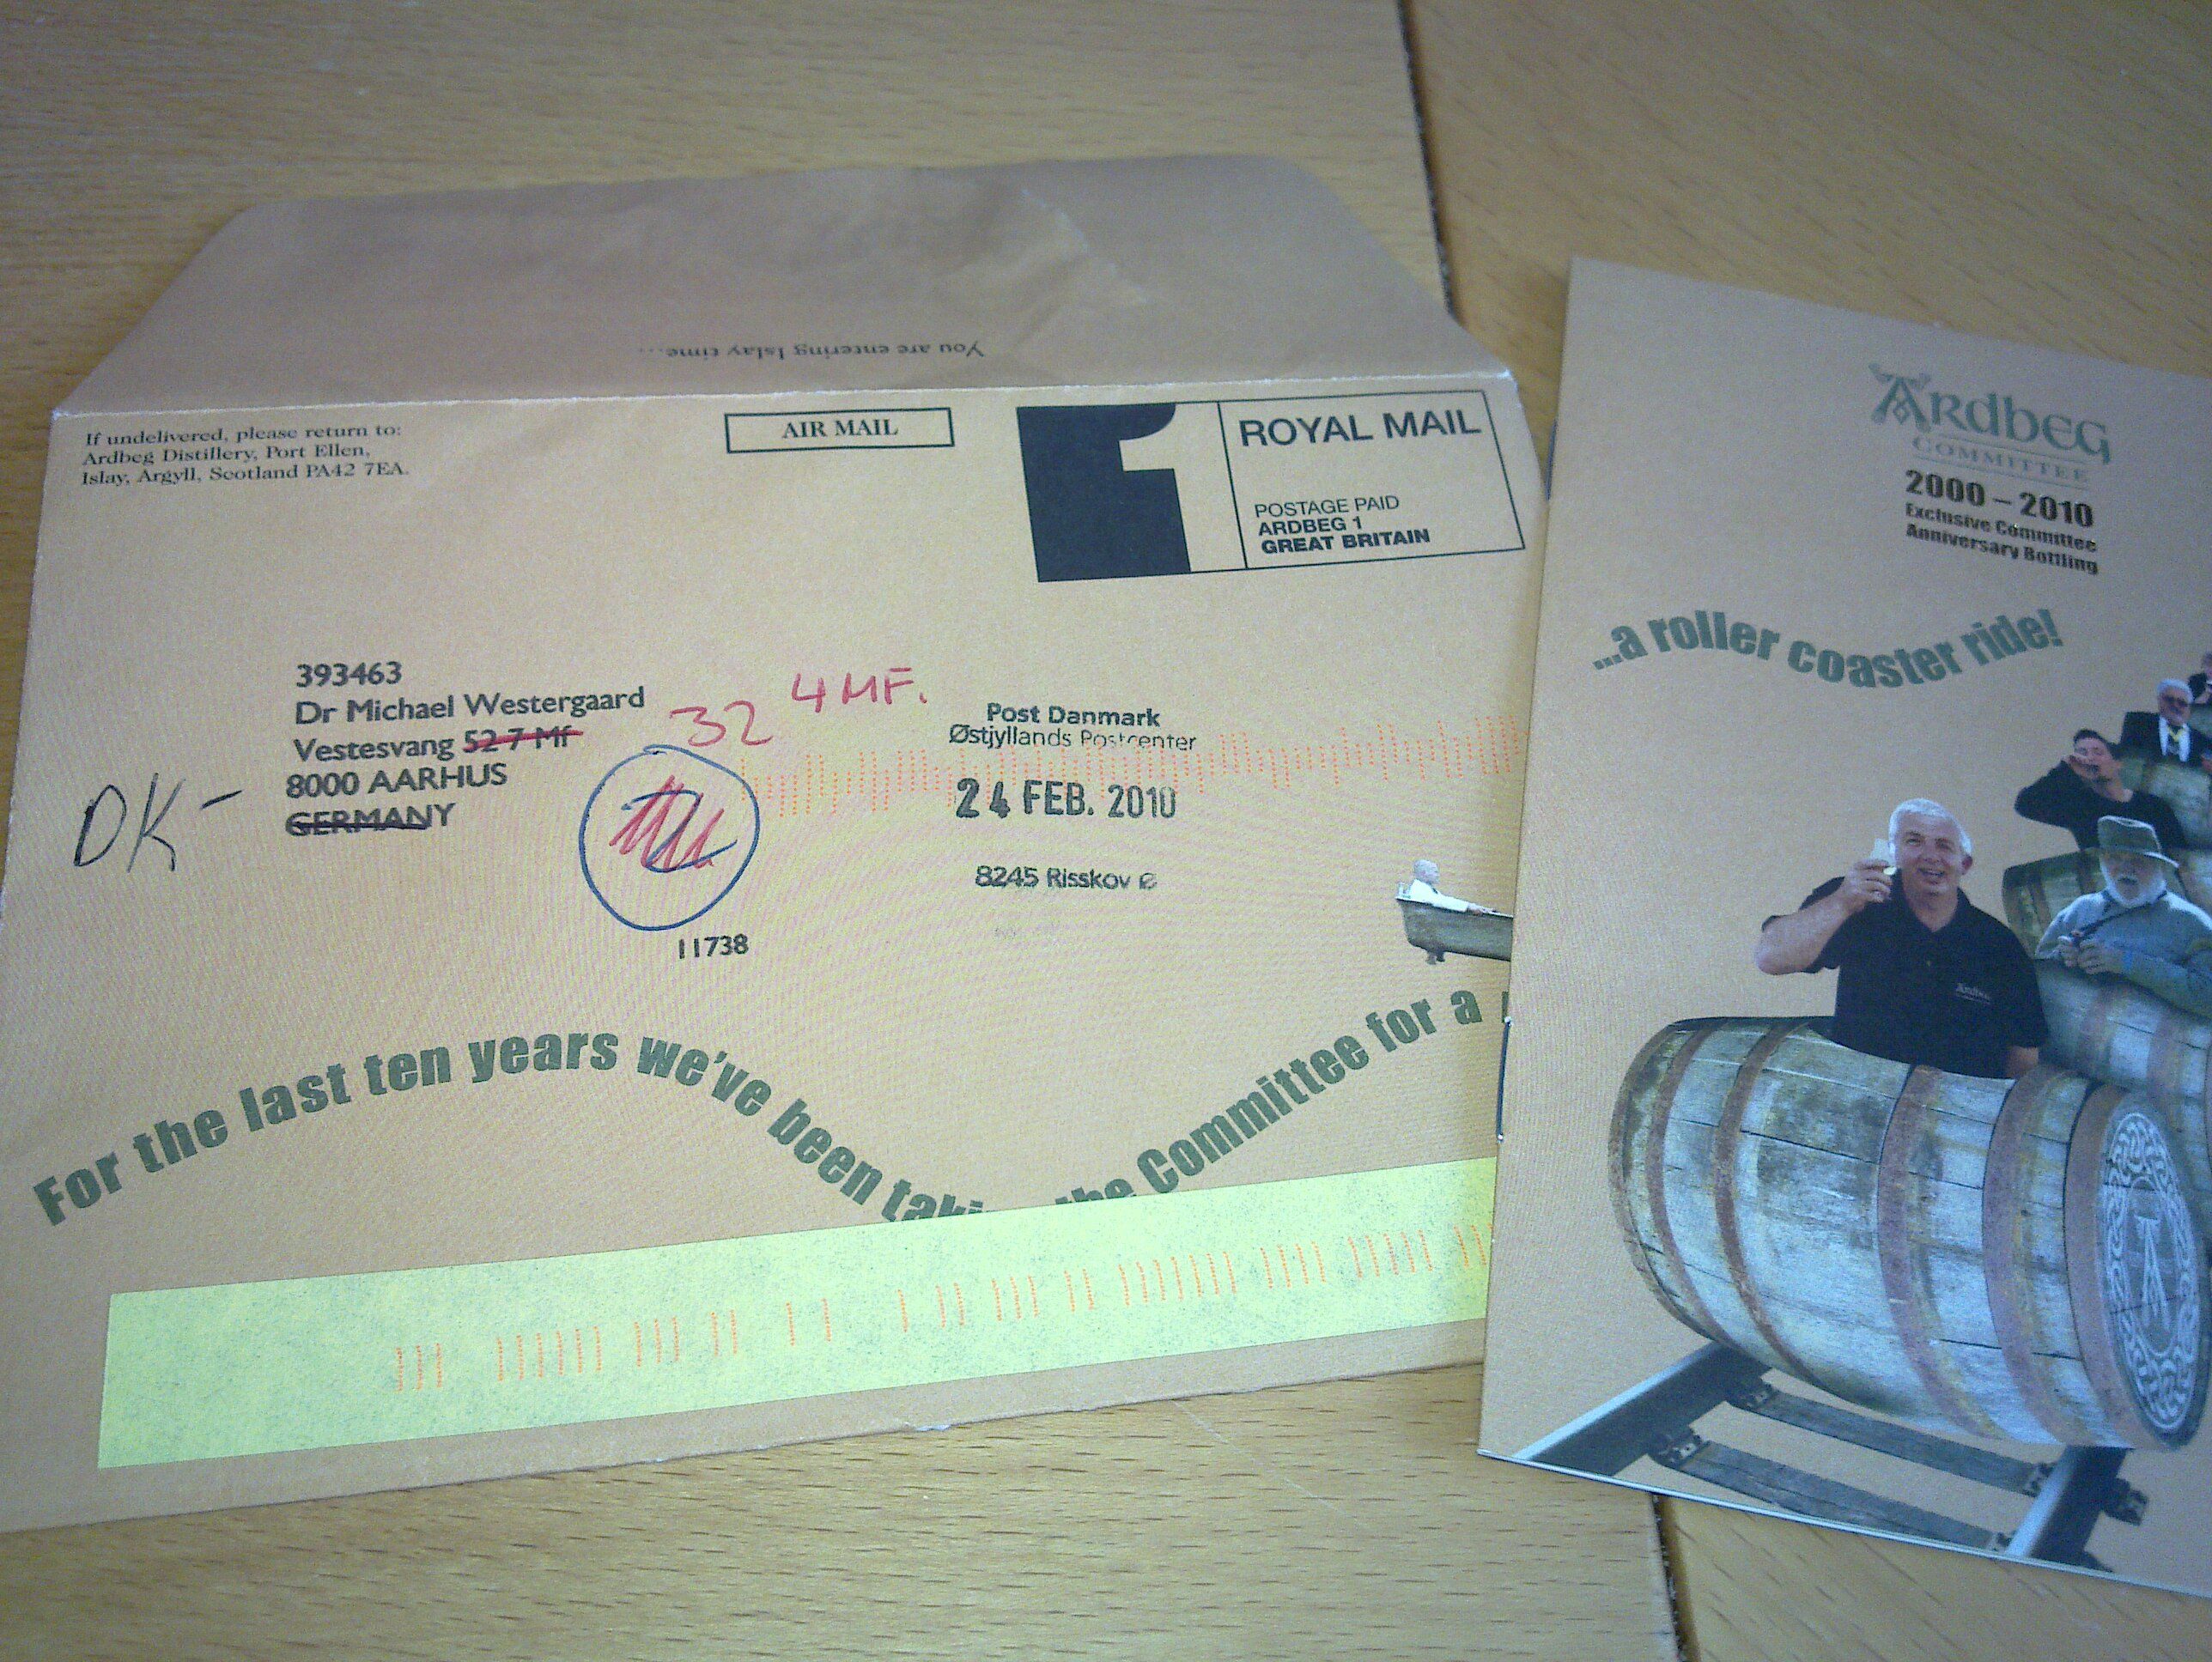 You are entering Islay time...
If undelivered, please return to:
Ardbeg Distillery, Port Ellen,
Islay, Argyll, Scotland PA42 7EA.
AIR MAIL
1
ROYAL MAIL
POSTAGE PAID
ARDBEG 1
GREAT BRITAIN
393463
Dr Michael Westergaard
Vestesvang 52 7 Mf
32 4 MF.
8000 AARHUS
GERMANY
DK-
11738
Post Danmark
Østjyllands Postcenter
24 FEB. 2010
8245 Risskov Ø
For the last ten years we've been the Committee for a
ARdbEG
COMMITTEE
2000 – 2010
Exclusive Committee
Anniversary Bottling
...a roller coaster ride!
Ardbeg
A